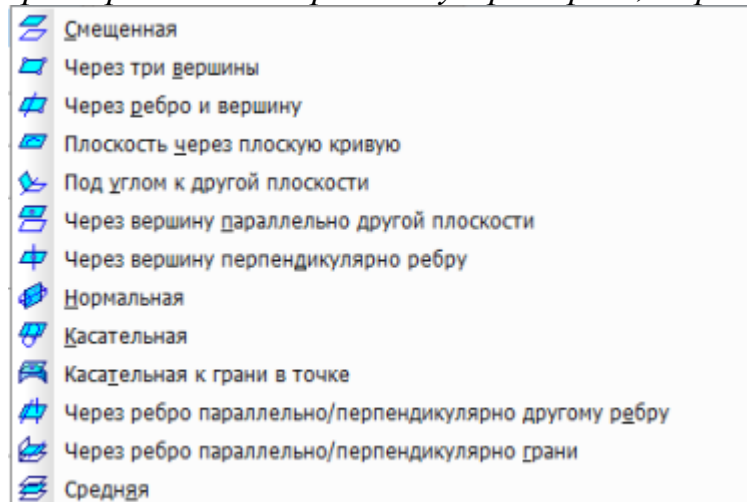 Смещенная
Через три вершины
Через ребро и вершину
Плоскость через плоскую кривую
Под углом к другой плоскости
Через вершину параллельно другой плоскости
Через вершину перпендикулярно ребру
Нормальная
Касательная
Касательная к грани в точке
Через ребро параллельно/перпендикулярно другому ребру
Через ребро параллельно/перпендикулярно грани
Средняя